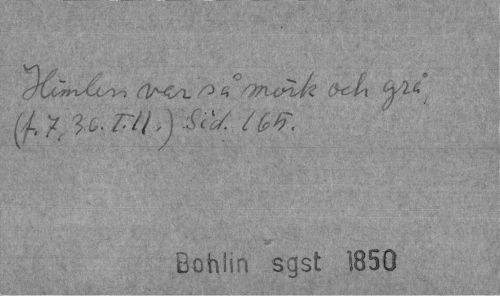 Himlen var så mörk och grå,
(f. 7, 30. T. 11.) Sid. 165.
Bohlin sgst 1850